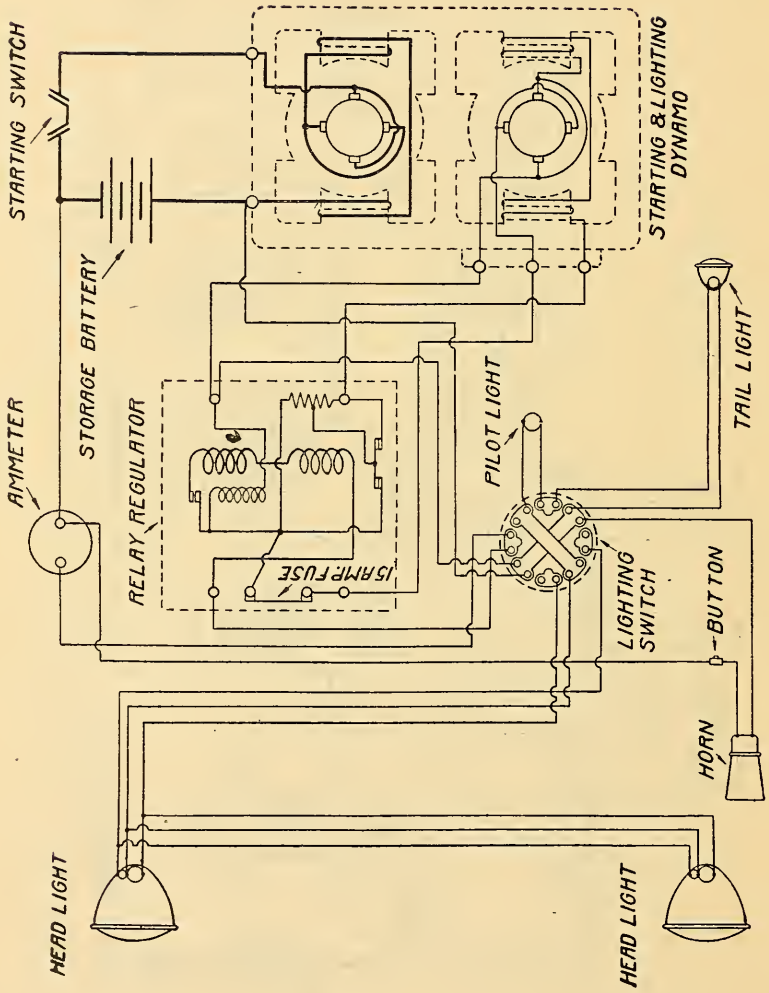 STARTING SWITCH
STORAGE BATTERY
AMMETER
STARTING & LIGHTING
DYNAMO
RELAY REGULATOR
15 AMP FUSE
PILOT LIGHT
TAIL LIGHT
LIGHTING
SWITCH
BUTTON
HORN
HEAD LIGHT
HEAD LIGHT